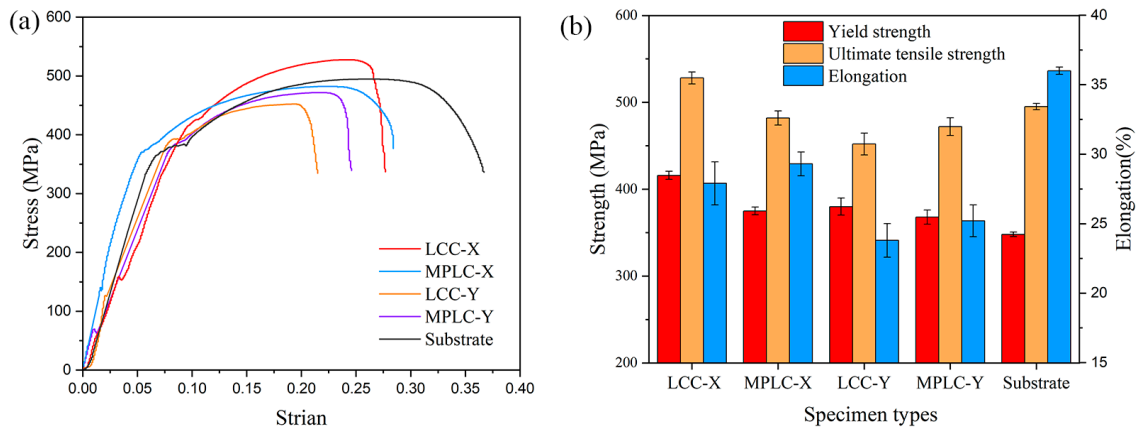 (a)
600
500
400
300
200
100
0
Stress (MPa)
LCC-X
MPLC-X
LCC-Y
MPLC-Y
Substrate
0.00 0.05 0.10 0.15 0.20 0.25 0.30 0.35 0.40
Strian
(b)
600
500
400
300
200
Strength (MPa)
Yield strength
Ultimate tensile strength
Elongation
40
35
30
25
20
15
Elongation(%)
LCC-X MPLC-X LCC-Y MPLC-Y Substrate
Specimen types